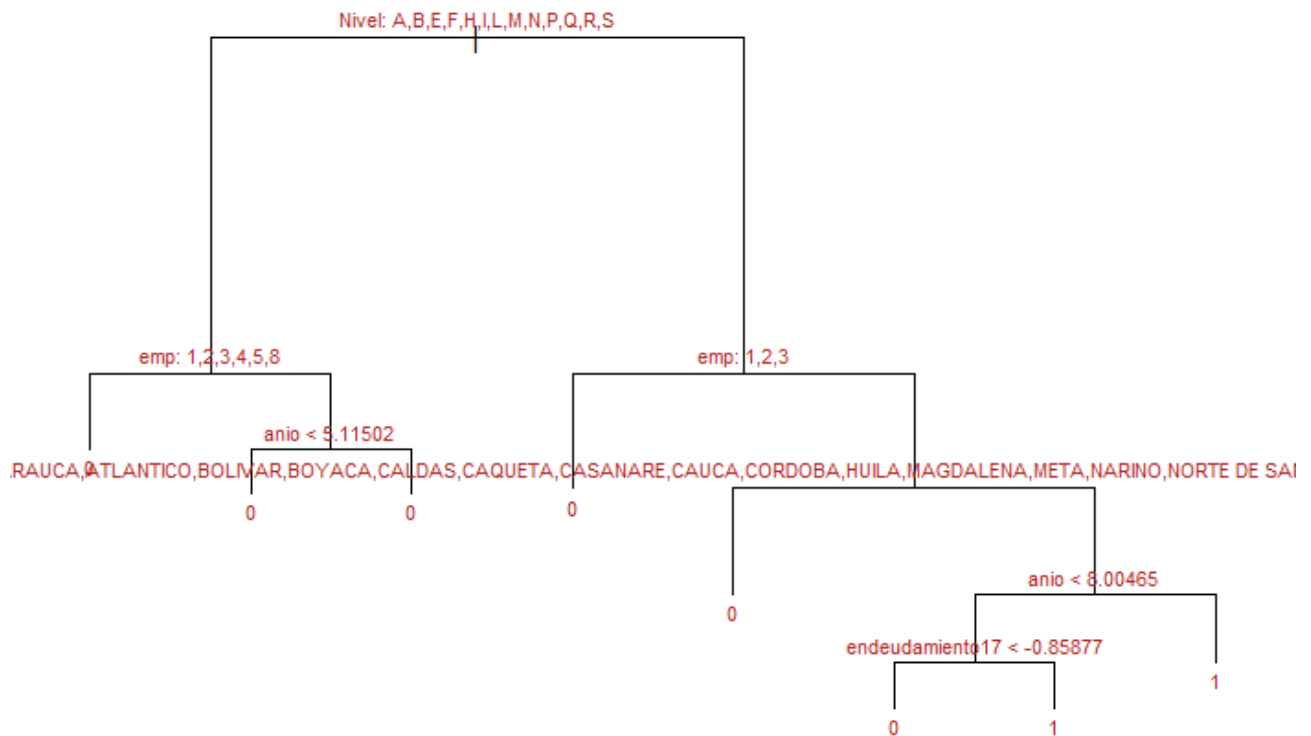 Nivel: A,B,E,F,H,I,L,M,N,P,Q,R,S
emp: 1,2,3,4,5,8
emp: 1,2,3
anio < 5.11502
RAUCA,ATLANTICO,BOLIVAR,BOYACA,CALDAS,CAQUETA,CASANARE,CAUCA,CORDOBA,HUILA,MAGDALENA,META,NARINO,NORTE DE SAN
0
0
0
0
anio < 8.00465
0
endeudamiento17 < -0.85877
1
0
1